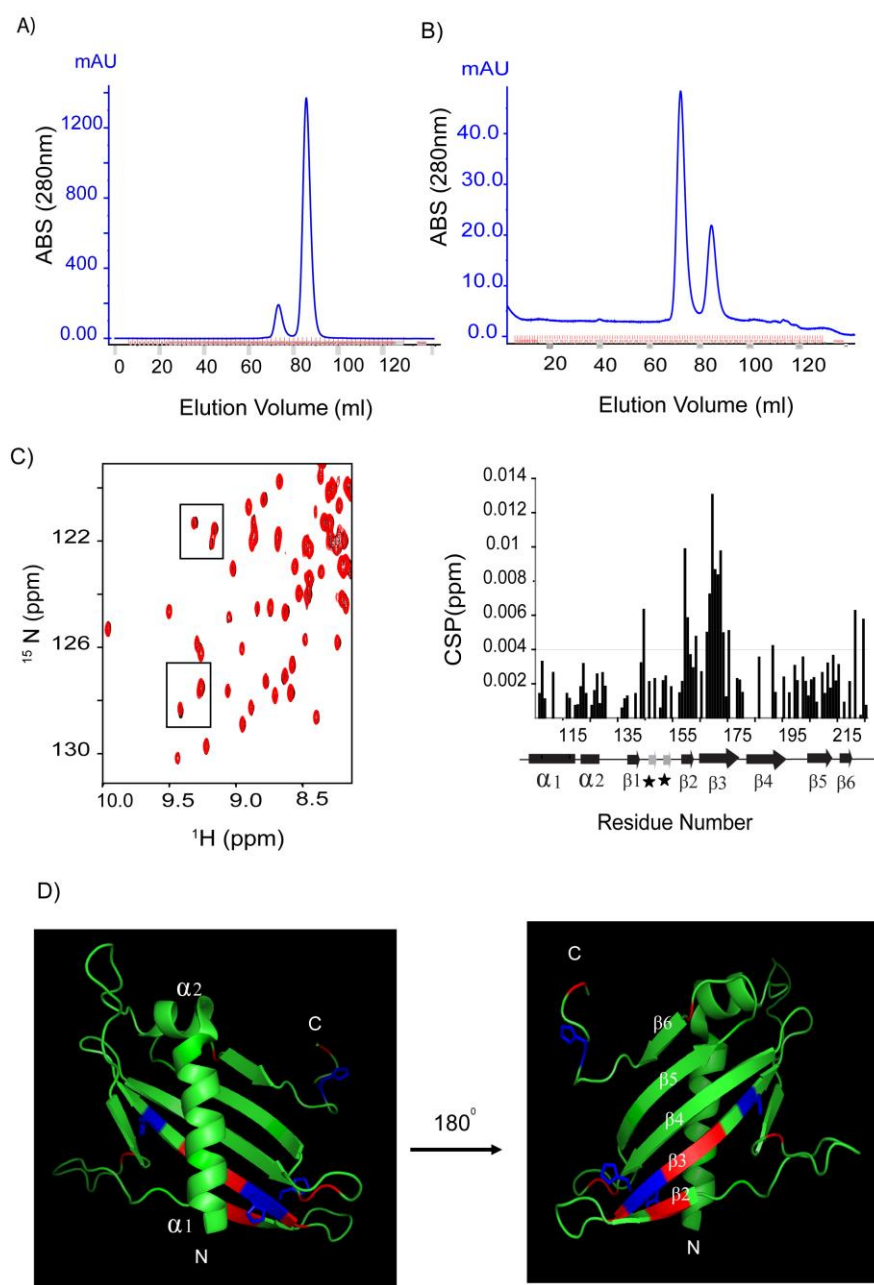 A)
mAU
ABS (280nm)
1200
800
400
0.00
0 20 40 60 80 100 120
Elution Volume (ml)
B)
mAU
ABS (280nm)
40.0
30.0
20.0
10.0
0.0
20 40 60 80 100 120
Elution Volume (ml)
C)
15 N (ppm)
122
126
130
10.0 9.5 9.0 8.5
1H (ppm)
CSP(ppm)
0.014
0.012
0.01
0.008
0.006
0.004
0.002
115 135 155 175 195 215
α1 α2 β1 ★★ β2 β3 β4 β5 β6
Residue Number
D)
α2
C
α1
N
180⁰
C
β6
β5
β4
β3
β2
N